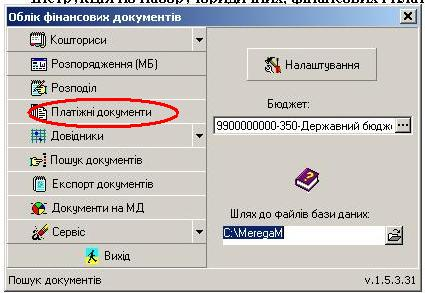 Облік фінансових документів
Кошториси
Розпорядження (МБ)
Розподіл
Платіжні документи
Довідники
Пошук документів
Експорт документів
Документи на МД
Сервіс
Вихід
Налаштування
Бюджет:
9900000000-350-Державний бюдж
Шлях до файлів бази даних:
C:\MeregaM
Пошук документів
v.1.5.3.31